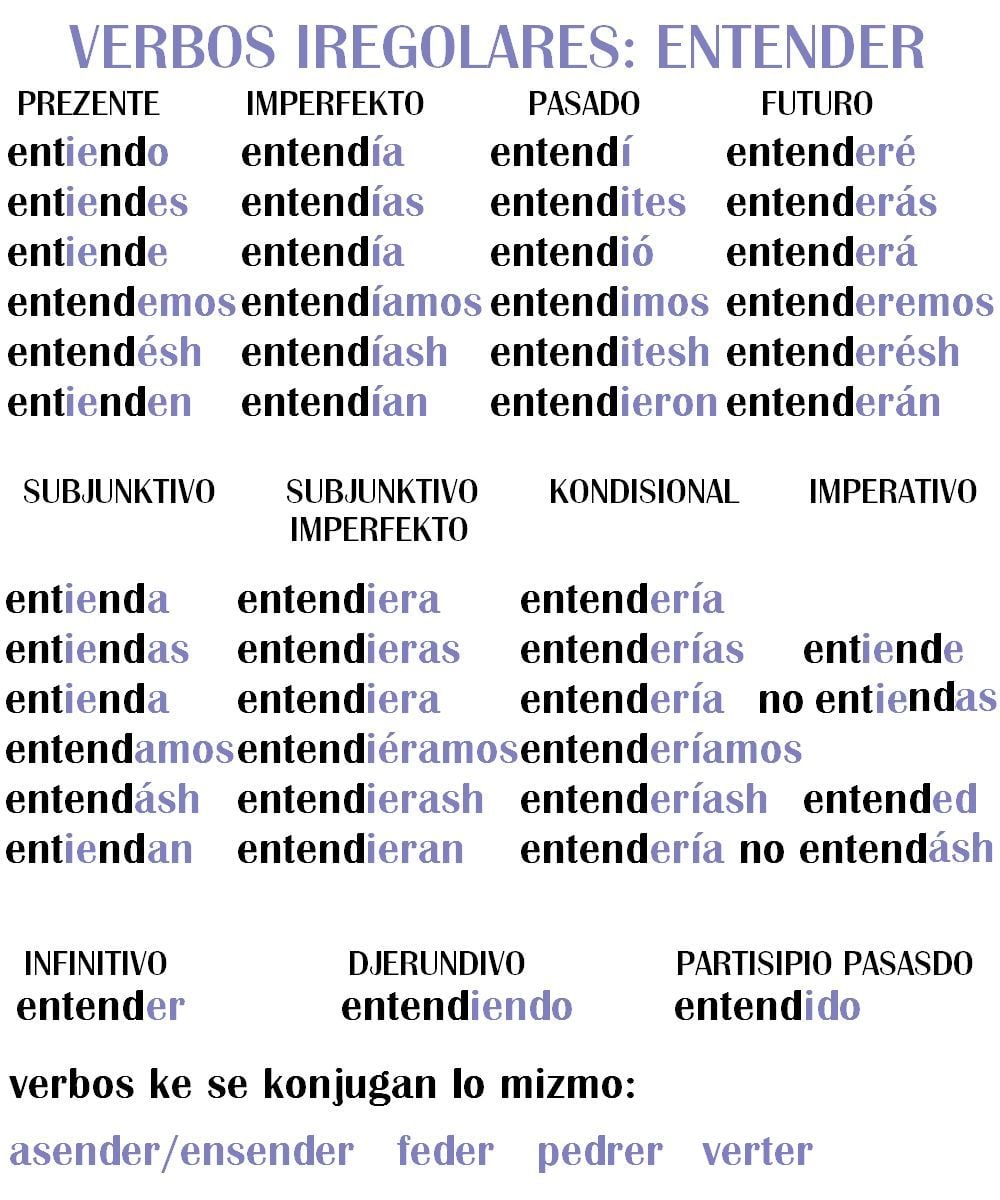 VERBOS IREGOLARES: ENTENDER
PREZENTE IMPERFEKTO PASADO FUTURO
entiendo entendía entendí entenderé
entiendes entendías entendites entenderás
entiende entendía entendió entenderá
entendemos entendíamos entendimos entenderemos
entendésh entendíash entenditesh entenderésh
entienden entendían entendieron entenderán
SUBJUNKTIVO SUBJUNKTIVO IMPERFEKTO KONDISIONAL IMPERATIVO
entienda entendiera entendería
entiendas entendieras entenderías entiende
entienda entendiera entendería no entiendas
entendamos entendiéramos entenderíamos
entendásh entendierash entenderíash entended
entiendan entendieran entendería no entendásh
INFINITIVO DJERUNDIVO PARTISIPIO PASASDO
entender entendiendo entendido
verbos ke se konjugan lo mizmo:
asender/ensender feder pedrer verter